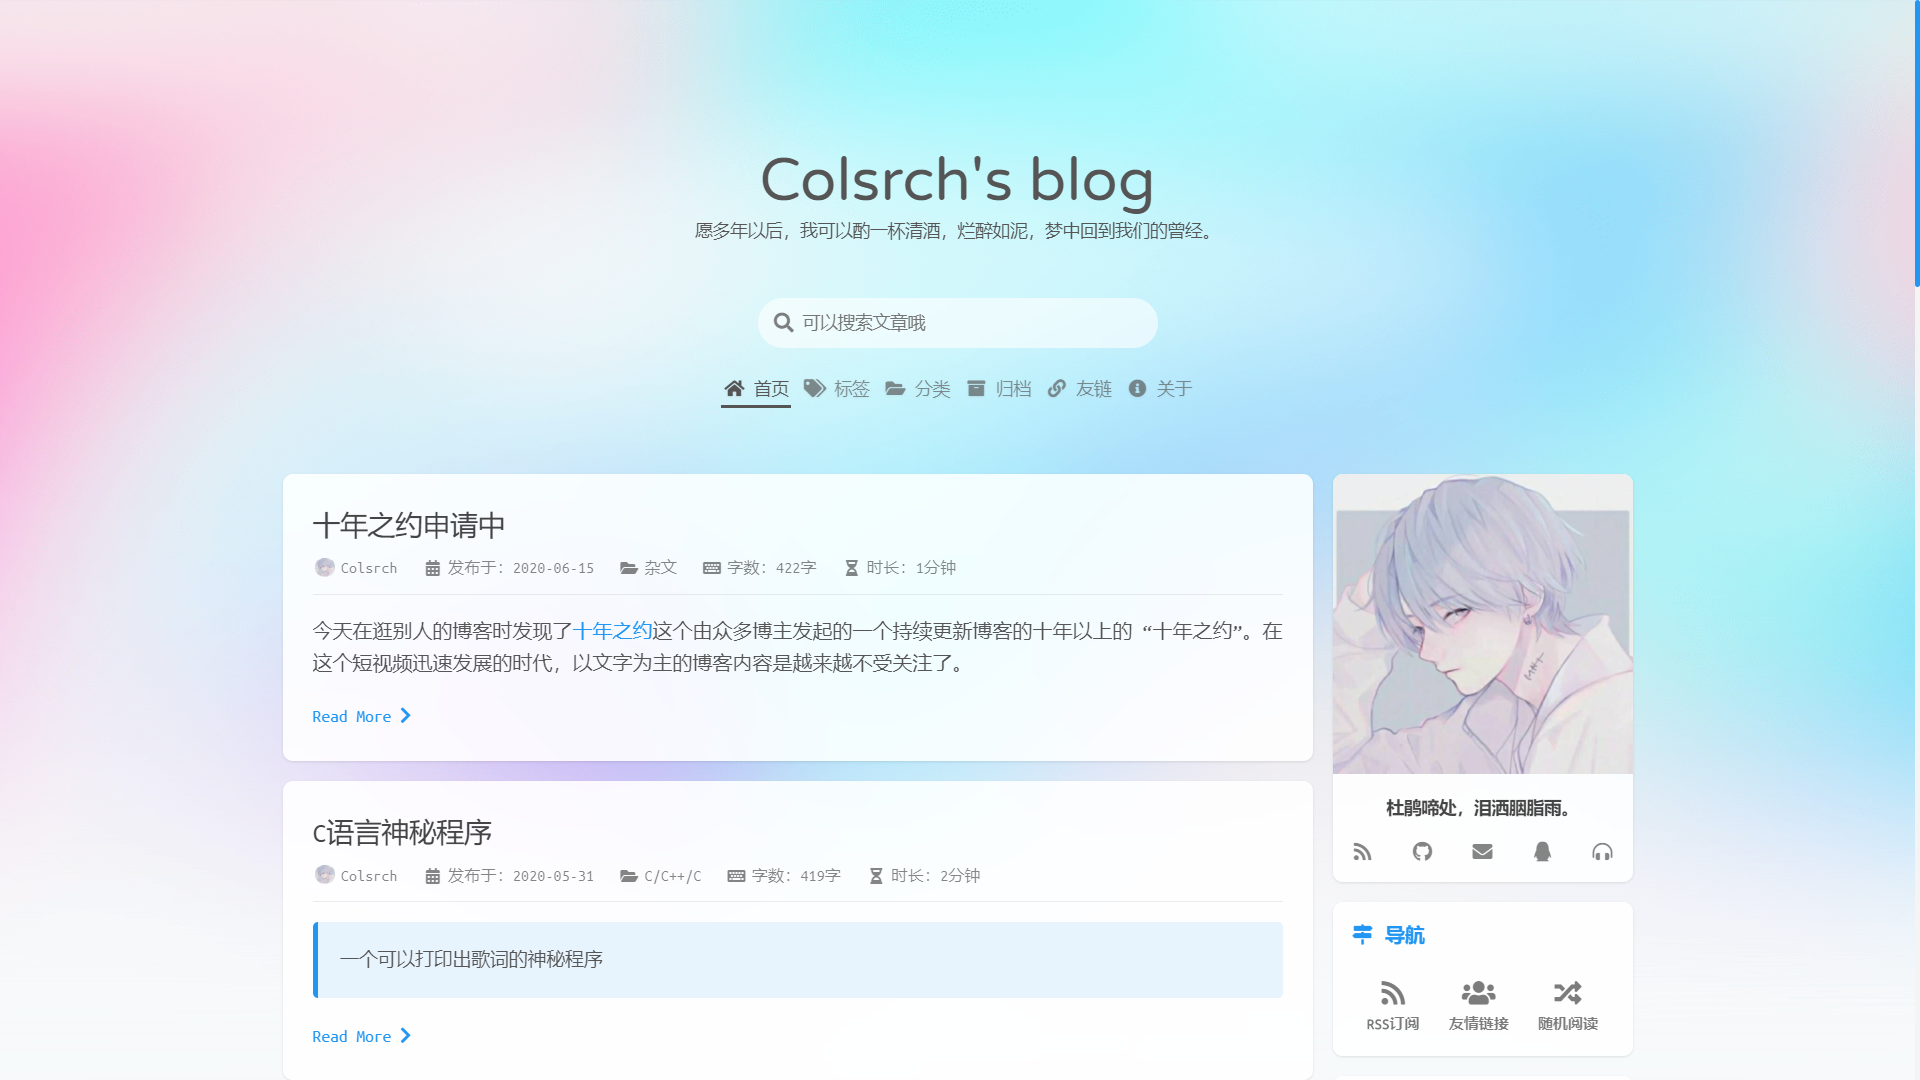 Colsrch's blog
愿多年以后，我可以酌一杯清酒，烂醉如泥，梦中回到我们的曾经。
可以搜索文章哦
首页 标签 分类 归档 友链 关于
十年之约申请中
Colsrch 发布于：2020-06-15 杂文 字数：422字 时长：1分钟
今天在逛别人的博客时发现了十年之约这个由众多博主发起的一个持续更新博客的十年以上的“十年之约”。在
这个短视频迅速发展的时代，以文字为主的博客内容是越来越不受关注了。
Read More
C语言神秘程序
Colsrch 发布于：2020-05-31 C/C++/C 字数：419字 时长：2分钟
一个可以打印出歌词的神秘程序
Read More
杜鹃啼处，泪洒胭脂雨。
导航
RSS订阅 友情链接 随机阅读